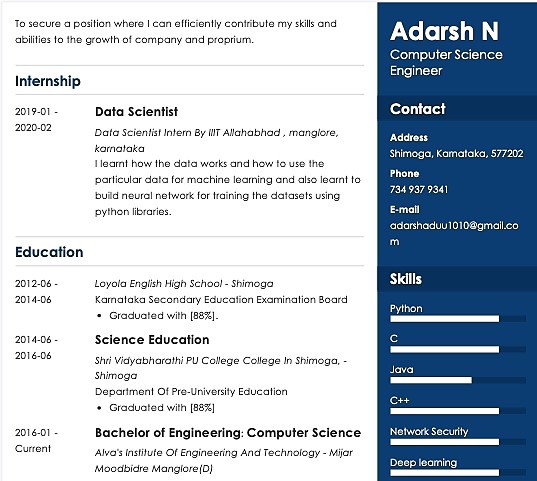 To secure a position where I can efficiently contribute my skills and
abilities to the growth of company and proprium.
Internship
2019-01 -
2020-02
Data Scientist
Data Scientist Intern By IIIT Allahabhad , manglore,
karnataka
I learnt how the data works and how to use the
particular data for machine learning and also learnt to
build neural network for training the datasets using
python libraries.
Education
2012-06 -
2014-06
Loyola English High School - Shimoga
Karnataka Secondary Education Examination Board
• Graduated with [88%].
2014-06 -
2016-06
Science Education
Shri Vidyabharathi PU College College In Shimoga, -
Shimoga
Department Of Pre-University Education
• Graduated with [88%]
2016-01 -
Current
Bachelor of Engineering: Computer Science
Alva's Institute Of Engineering And Technology - Mijar
Moodbidre Manglore(D)
Adarsh N
Computer Science
Engineer
Contact
Address
Shimoga, Karnataka, 577202
Phone
734 937 9341
E-mail
adarshaduu1010@gmail.co
m
Skills
Python
C
Java
C++
Network Security
Deep learning